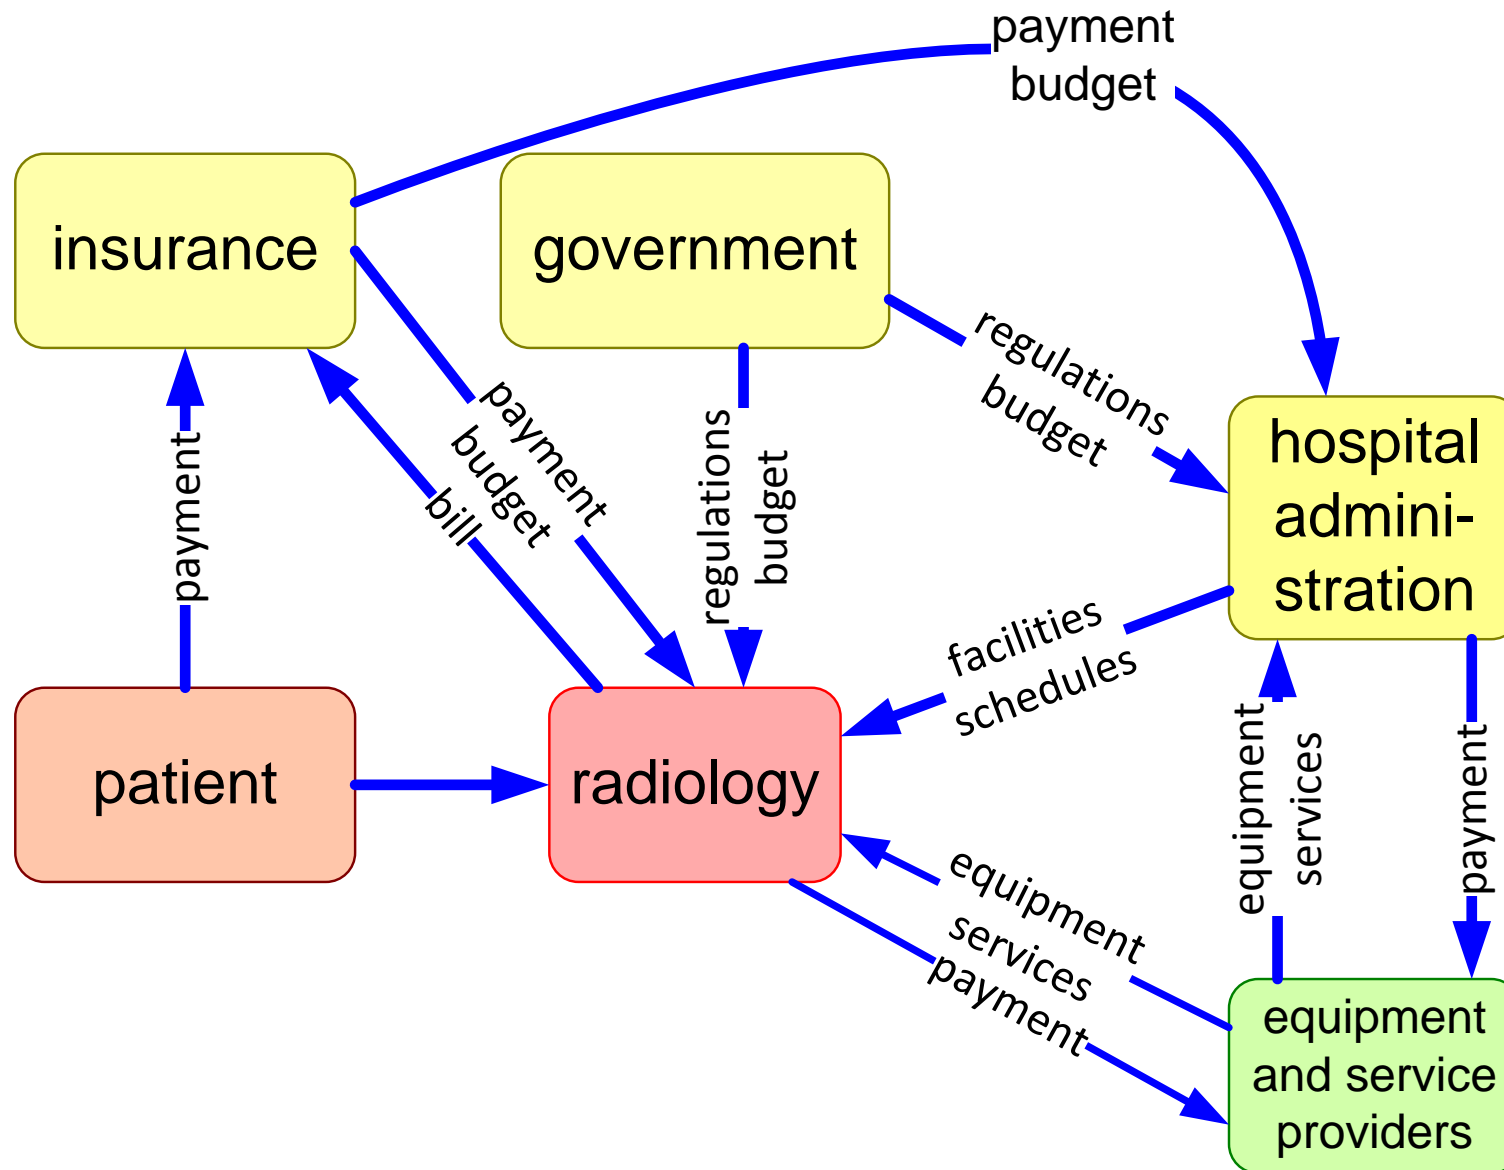 payment
budget
insurance
government
regulations
budget
payment
budget
bill
regulations
budget
payment
hospital
admini-
stration
facilities
schedules
patient
radiology
equipment
services
payment
equipment
services
payment
equipment
and service
providers